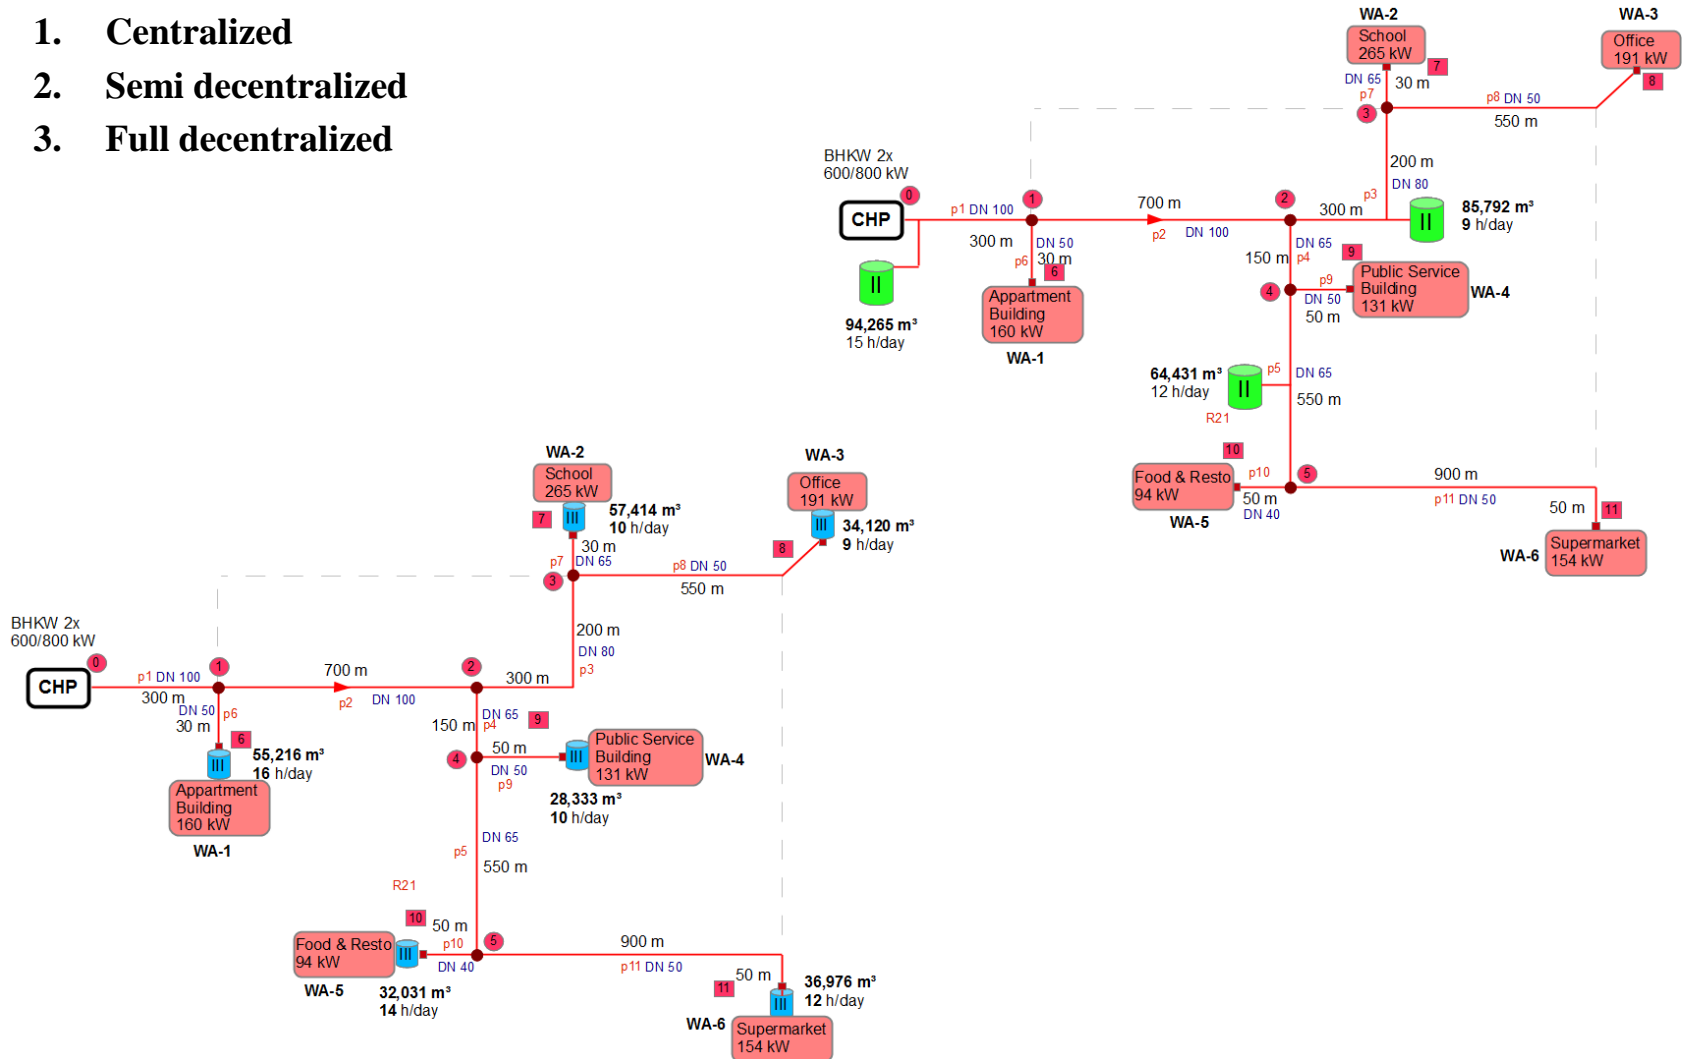 1. Centralized
2. Semi decentralized
3. Full decentralized
WA-2
School
265 kW
7
DN 65
30 m
p7
3
WA-3
Office
191 kW
8
p8 DN 50
550 m
200 m
DN 80
p3
BHKW 2x
600/800 kW
0
CHP
p1 DN 100
1
300 m
DN 50
30 m
p6
6
700 m
p2
DN 100
2
300 m
II
85,792 m³
9 h/day
II
94,265 m³
15 h/day
Appartment
Building
160 kW
WA-1
DN 65
150 m
p4
9
4
p9
DN 50
50 m
Public Service
Building
131 kW
WA-4
64,431 m³
12 h/day
II
p5
DN 65
550 m
R21
10
Food & Resto
94 kW
WA-5
p10
50 m
DN 40
5
900 m
p11 DN 50
50 m
11
WA-6
Supermarket
154 kW
WA-2
School
265 kW
7
III
57,414 m³
10 h/day
30 m
p7
DN 65
3
WA-3
Office
191 kW
III
34,120 m³
9 h/day
8
p8 DN 50
550 m
200 m
DN 80
p3
BHKW 2x
600/800 kW
0
CHP
p1 DN 100
300 m
1
DN 50
30 m
p6
6
III
55,216 m³
16 h/day
Appartment
Building
160 kW
WA-1
700 m
p2
DN 100
2
300 m
DN 65
150 m
p4
9
4
50 m
DN 50
p9
III
Public Service
Building
131 kW
WA-4
28,333 m³
10 h/day
DN 65
p5
550 m
R21
10
50 m
p10
DN 40
5
Food & Resto
94 kW
III
WA-5
32,031 m³
14 h/day
900 m
p11 DN 50
50 m
11
III
36,976 m³
12 h/day
WA-6
Supermarket
154 kW